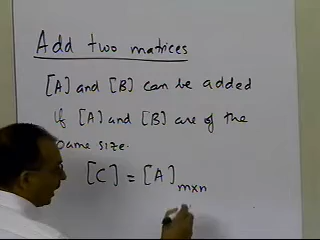 Add two matrices
[A] and [B] can be added
if [A] and [B] are of the
same size.
[C] = [A]mxn